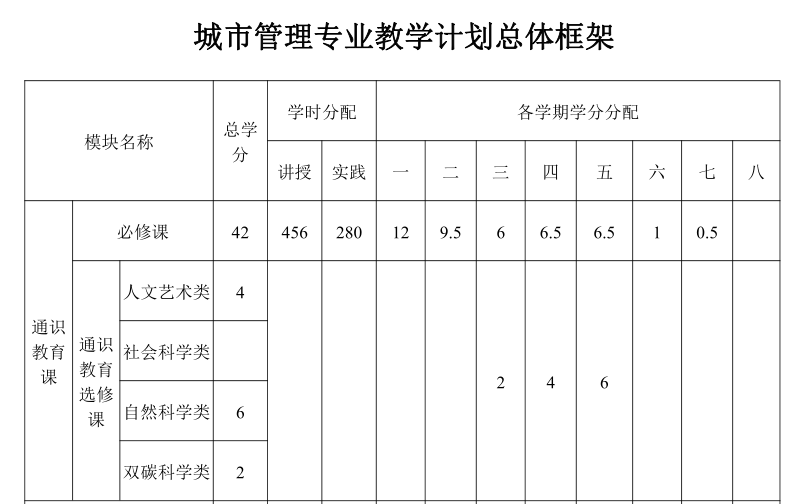 城市管理专业教学计划总体框架
模块名称 总学分 学时分配 各学期学分分配
讲授 实践 一 二 三 四 五 六 七 八
通识教育课 必修课 42 456 280 12 9.5 6 6.5 6.5 1 0.5
通识教育选修课 人文艺术类 4 2 4 6
社会科学类
自然科学类 6
双碳科学类 2